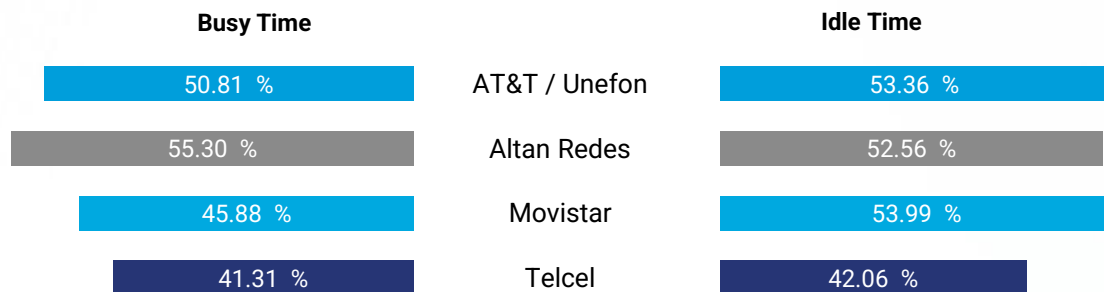 Busy Time Idle Time
50.81 % AT&T / Unefon 53.36 %
55.30 % Altan Redes 52.56 %
45.88 % Movistar 53.99 %
41.31 % Telcel 42.06 %